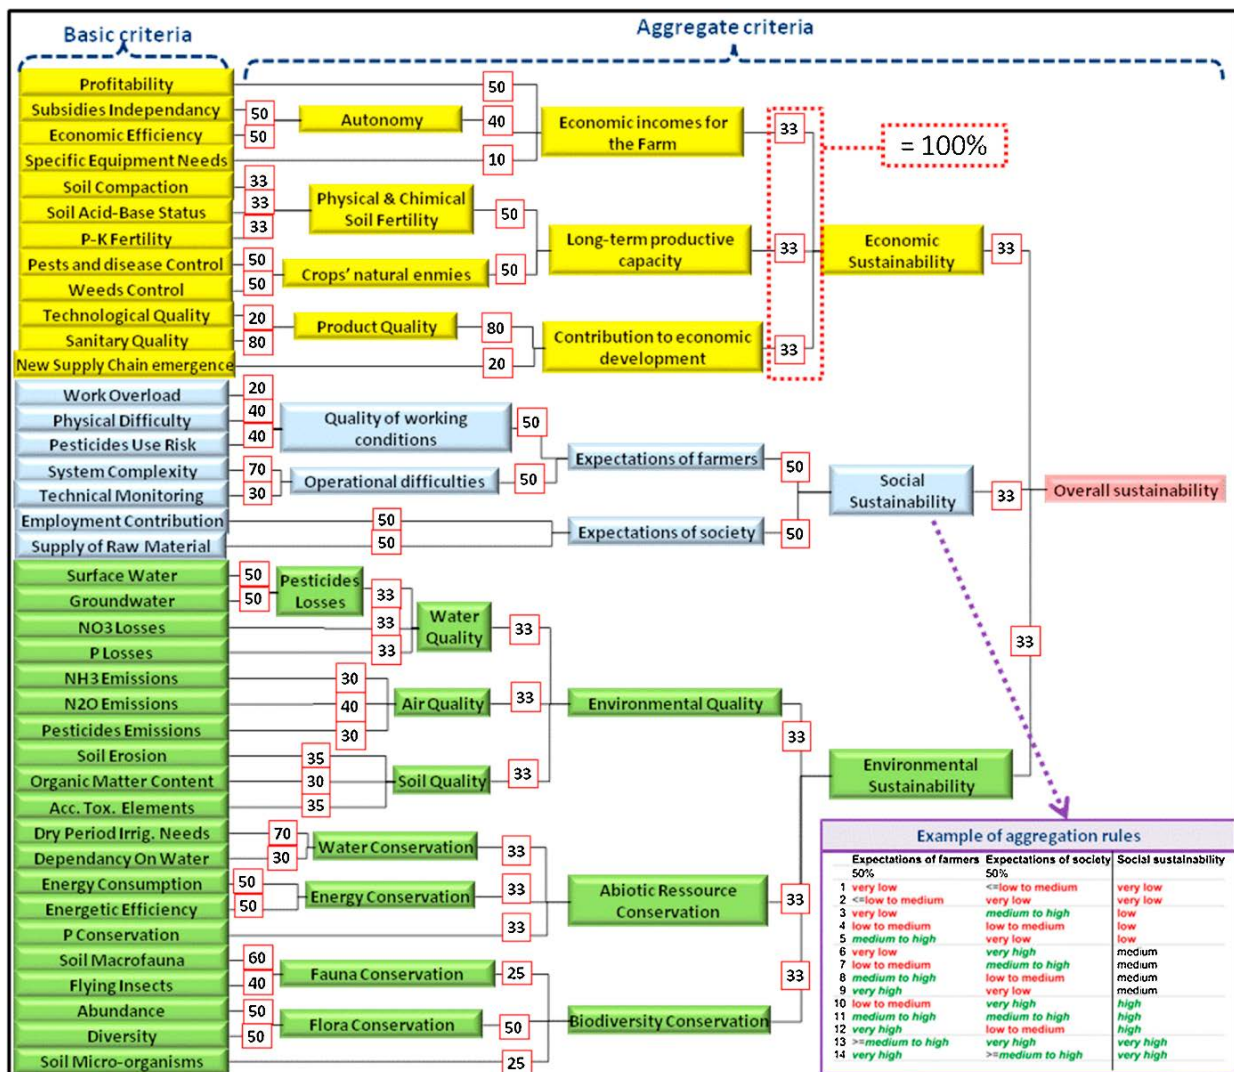 Basic criteria
Aggregate criteria
Profitability
50
Subsidies Independancy
50
Autonomy
40
Economic incomes for
the Farm
33
= 100%
Economic Efficiency
50
Specific Equipment Needs
10
Soil Compaction
33
Soil Acid-Base Status
33
Physical & Chimical
Soil Fertility
50
P-K Fertility
33
Long-term productive
capacity
33
Economic
Sustainability
33
Pests and disease Control
50
Crops' natural enmies
50
Weeds Control
50
Technological Quality
20
Product Quality
80
Sanitary Quality
80
Contribution to economic
development
33
New Supply Chain emergence
20
Work Overload
20
Physical Difficulty
40
Quality of working
conditions
50
Pesticides Use Risk
40
Expectations of farmers
50
System Complexity
70
Operational difficulties
50
Technical Monitoring
30
Social
Sustainability
33
Overall sustainability
Employment Contribution
50
Expectations of society
50
Supply of Raw Material
50
Surface Water
50
Pesticides
Losses
33
Groundwater
50
NO3 Losses
33
Water
Quality
33
P Losses
33
33
NH3 Emissions
30
N2O Emissions
40
Air Quality
33
Environmental Quality
33
Pesticides Emissions
30
Soil Erosion
35
Organic Matter Content
30
Soil Quality
33
Environmental
Sustainability
Acc. Tox. Elements
35
Dry Period Irrig. Needs
70
Water Conservation
33
Dependancy On Water
30
Energy Consumption
50
Energy Conservation
33
Abiotic Ressource
Conservation
33
Energetic Efficiency
50
P Conservation
33
Soil Macrofauna
60
Fauna Conservation
25
33
Flying Insects
40
Abundance
50
Flora Conservation
50
Biodiversity Conservation
Diversity
50
Soil Micro-organisms
25
Example of aggregation rules
Expectations of farmers Expectations of society Social sustainability
50% 50%
1 very low <=low to medium very low
2 <=low to medium very low very low
3 very low medium to high low
4 low to medium low to medium low
5 medium to high very low low
6 very low very high medium
7 low to medium medium to high medium
8 medium to high low to medium medium
9 very high very low medium
10 low to medium very high high
11 medium to high medium to high high
12 very high low to medium high
13 >=medium to high very high very high
14 very high >=medium to high very high